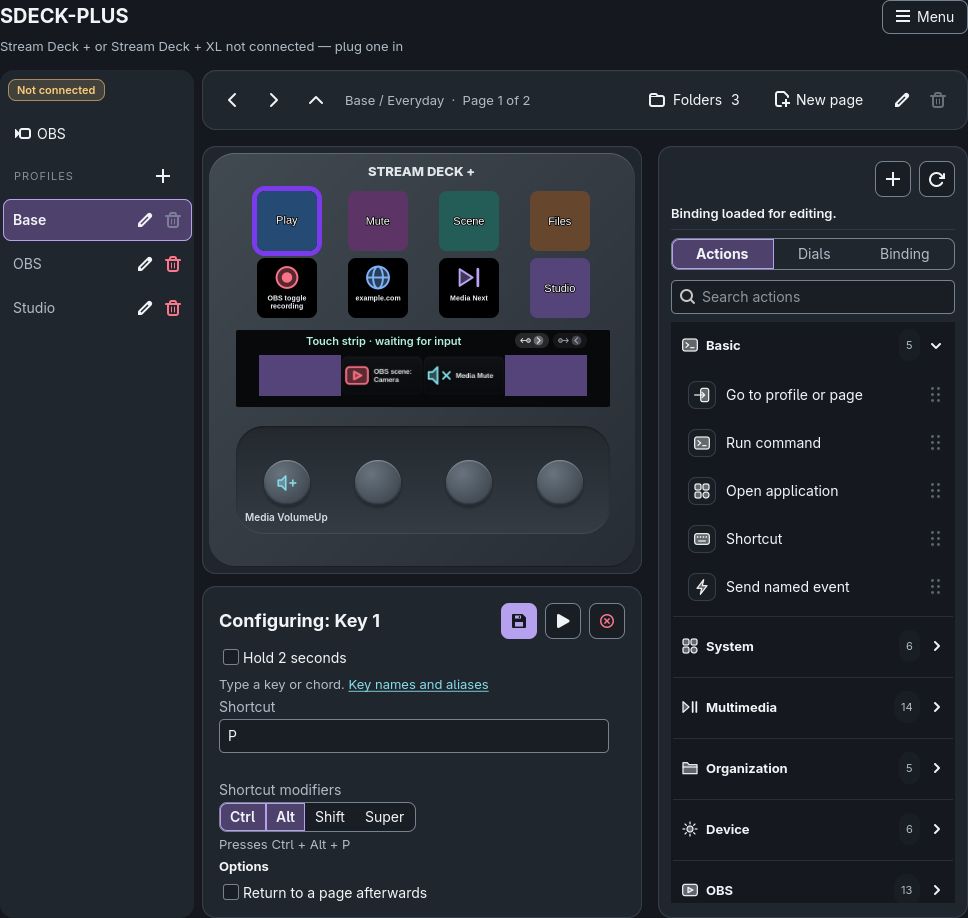 SDECK-PLUS
Menu
Stream Deck + or Stream Deck + XL not connected — plug one in
Not connected
OBS
PROFILES
Base
OBS
Studio
Base / Everyday · Page 1 of 2
Folders 3
New page
STREAM DECK +
Play
Mute
Scene
Files
OBS toggle
recording
example.com
Media Next
Studio
Touch strip · waiting for input
OBS scene:
Camera
Media Mute
Media VolumeUp
Configuring: Key 1
Hold 2 seconds
Type a key or chord. Key names and aliases
Shortcut
P
Shortcut modifiers
Ctrl Alt Shift Super
Presses Ctrl + Alt + P
Options
Return to a page afterwards
Binding loaded for editing.
Actions Dials Binding
Search actions
Basic 5
Go to profile or page
Run command
Open application
Shortcut
Send named event
System 6
Multimedia 14
Organization 5
Device 6
OBS 13